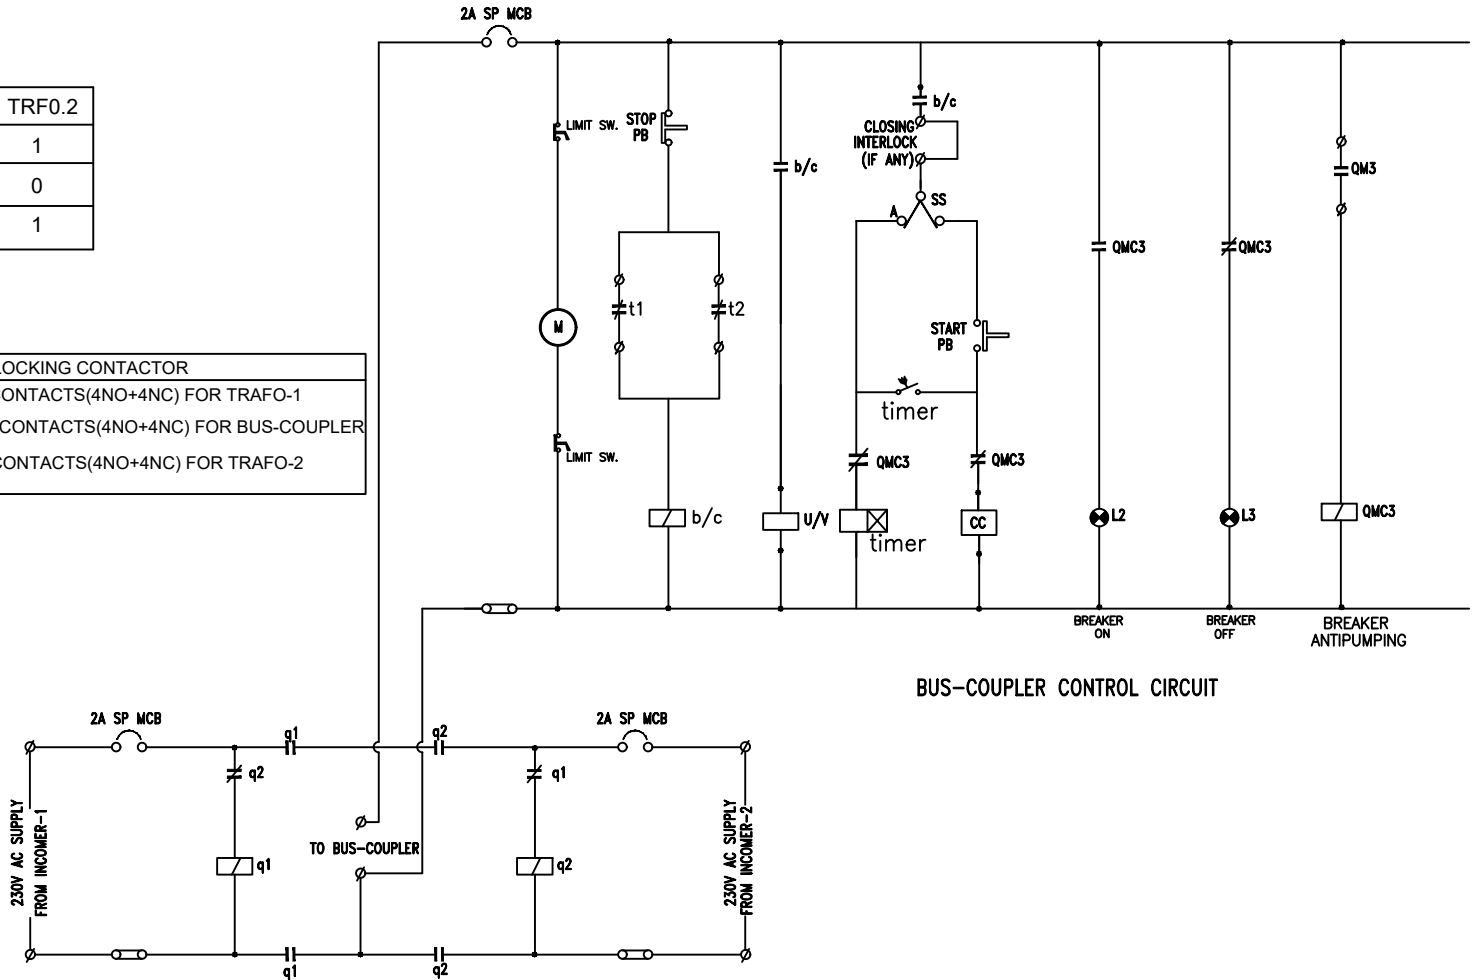 2A SP MCB
TRF0.2
1
0
1
LIMIT SW.
STOP
PB
b/c
b/c
CLOSING
INTERLOCK
(IF ANY)
A
SS
QM3
QMC3
QMC3
t1
t2
M
START
PB
timer
LOCKING CONTACTOR
CONTACTS(4NO+4NC) FOR TRAFO-1
CONTACTS(4NO+4NC) FOR BUS-COUPLER
CONTACTS(4NO+4NC) FOR TRAFO-2
LIMIT SW.
QMC3
QMC3
b/c
U/V
timer
CC
L2
L3
QMC3
BREAKER
ON
BREAKER
OFF
BREAKER
ANTIPUMPING
BUS-COUPLER CONTROL CIRCUIT
2A SP MCB
q1
q2
2A SP MCB
q2
q1
230V AC SUPPLY
FROM INCOMER-1
TO BUS-COUPLER
q1
q2
230V AC SUPPLY
FROM INCOMER-2
q1
q2